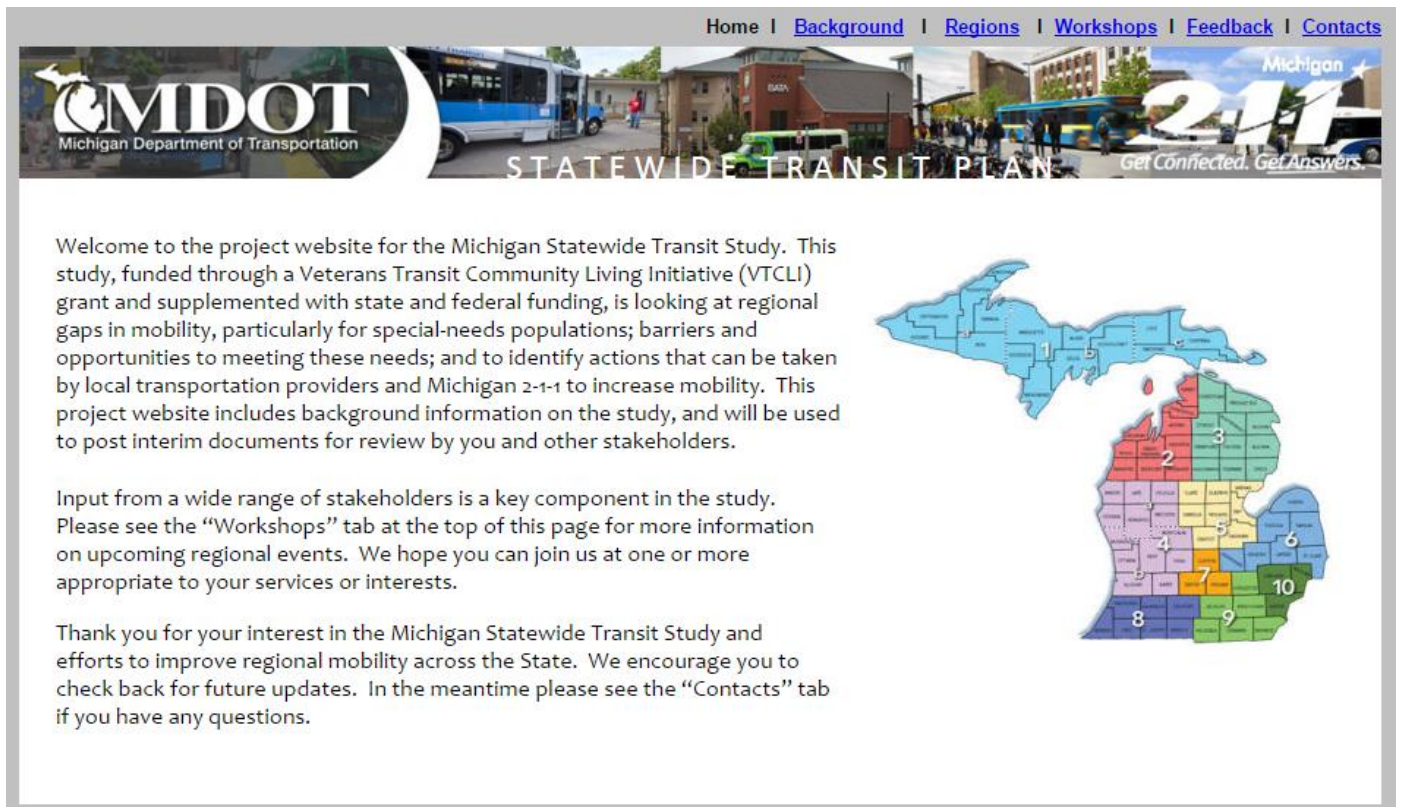 Home I Background I Regions I Workshops I Feedback I Contacts
MDOT
Michigan Department of Transportation
BATA
STATEWIDE TRANSIT PLAN
Michigan
2-1-1
Get Connected. Get Answers.
Welcome to the project website for the Michigan Statewide Transit Study. This
study, funded through a Veterans Transit Community Living Initiative (VTCLI)
grant and supplemented with state and federal funding, is looking at regional
gaps in mobility, particularly for special-needs populations; barriers and
opportunities to meeting these needs; and to identify actions that can be taken
by local transportation providers and Michigan 2-1-1 to increase mobility. This
project website includes background information on the study, and will be used
to post interim documents for review by you and other stakeholders.
Input from a wide range of stakeholders is a key component in the study.
Please see the “Workshops” tab at the top of this page for more information
on upcoming regional events. We hope you can join us at one or more
appropriate to your services or interests.
Thank you for your interest in the Michigan Statewide Transit Study and
efforts to improve regional mobility across the State. We encourage you to
check back for future updates. In the meantime please see the “Contacts” tab
if you have any questions.
1
2
3
4
5
6
7
8
9
10